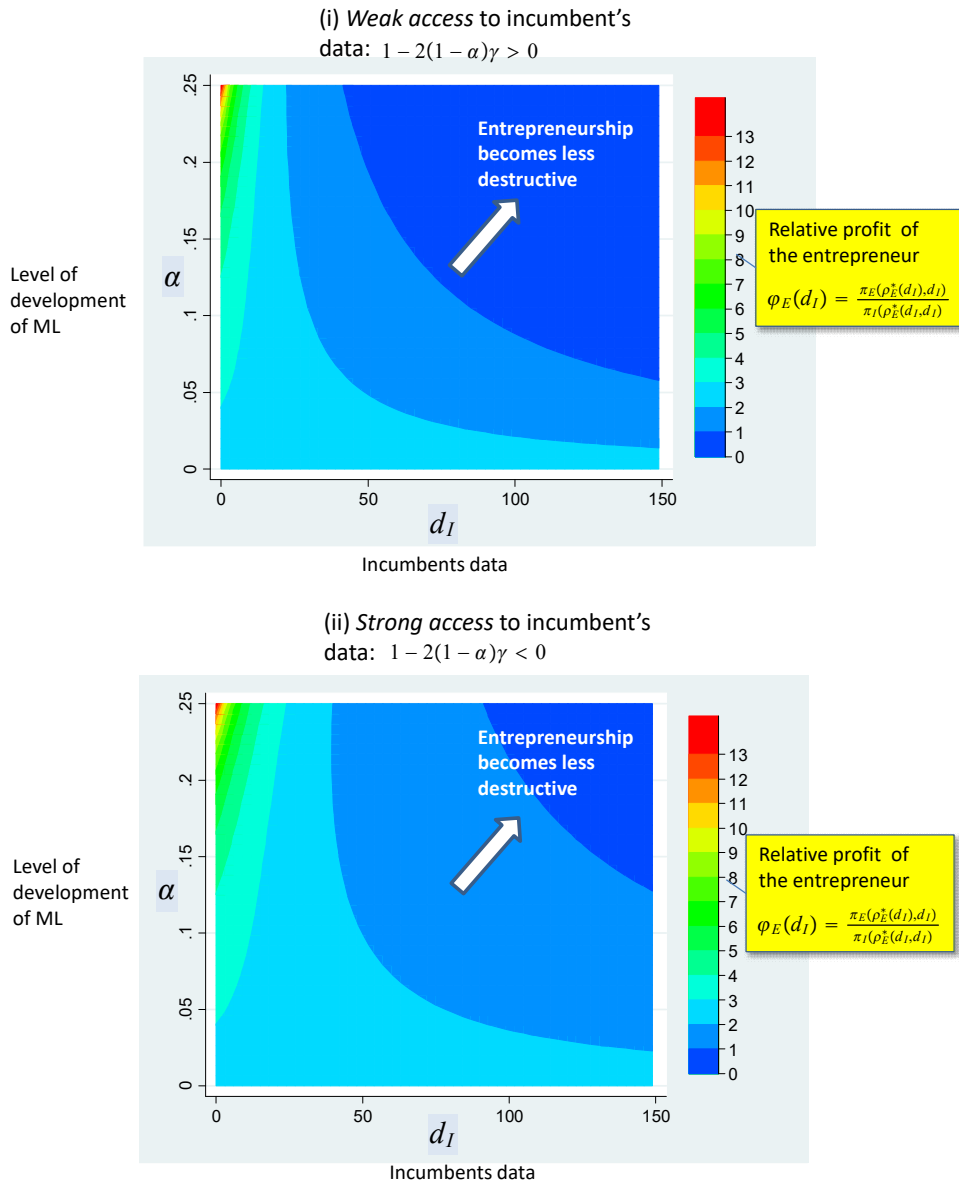 (i) Weak access to incumbent's
data: 1 − 2(1 − α)γ > 0
.25
.2
.15
.1
.05
0
0
50
100
150
Level of
development
of ML
α
Entrepreneurship
becomes less
destructive
13
12
11
10
9
8
7
6
5
4
3
2
1
0
Relative profit of
the entrepreneur
φ_E(d_I) = π_E(ρ*_E(d_I),d_I) / π_I(ρ*_E(d_I,d_I)
d_I
Incumbents data
(ii) Strong access to incumbent's
data: 1 − 2(1 − α)γ < 0
.25
.2
.15
.1
.05
0
0
50
100
150
Level of
development
of ML
α
Entrepreneurship
becomes less
destructive
13
12
11
10
9
8
7
6
5
4
3
2
1
0
Relative profit of
the entrepreneur
φ_E(d_I) = π_E(ρ*_E(d_I),d_I) / π_I(ρ*_E(d_I,d_I)
d_I
Incumbents data